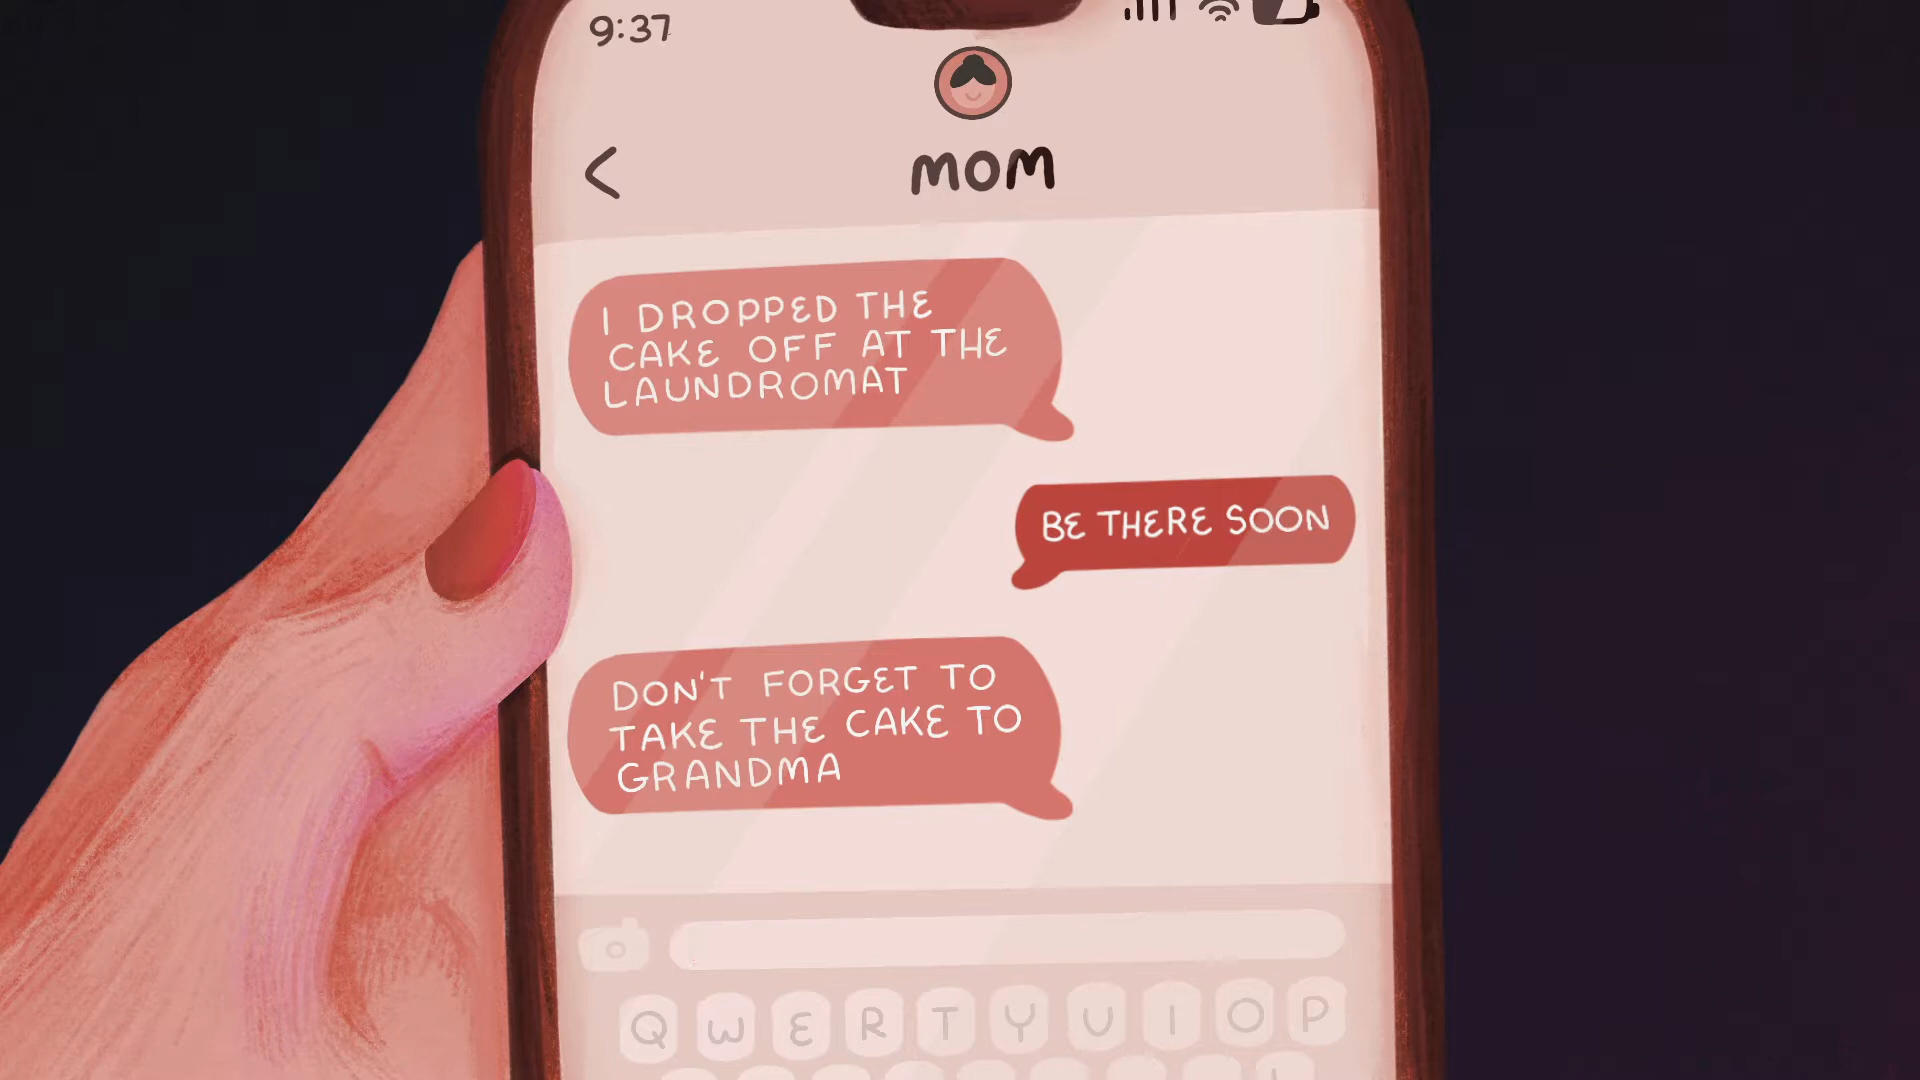 9:37
MOM
I DROPPED THE
CAKE OFF AT THE
LAUNDROMAT
BE THERE SOON
DON'T FORGET TO
TAKE THE CAKE TO
GRANDMA
Q W E R T Y U I O P